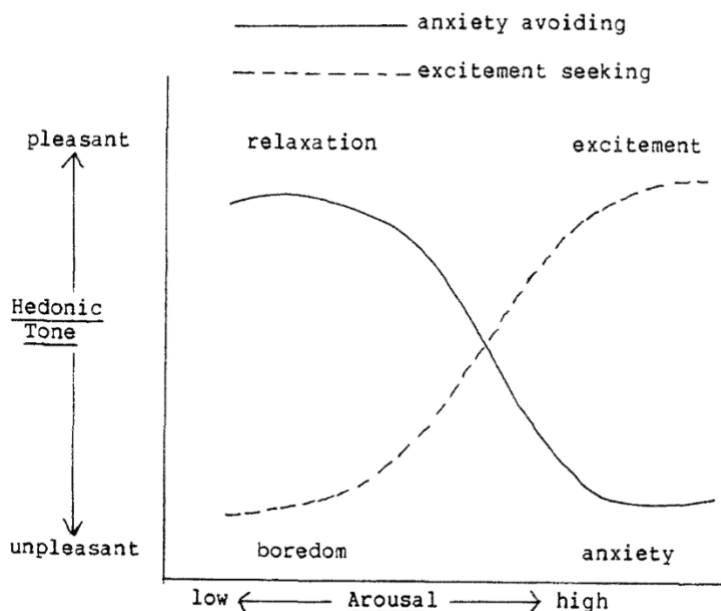 anxiety avoiding
excitement seeking
pleasant
relaxation
excitement
Hedonic
Tone
unpleasant
boredom
anxiety
low Arousal high